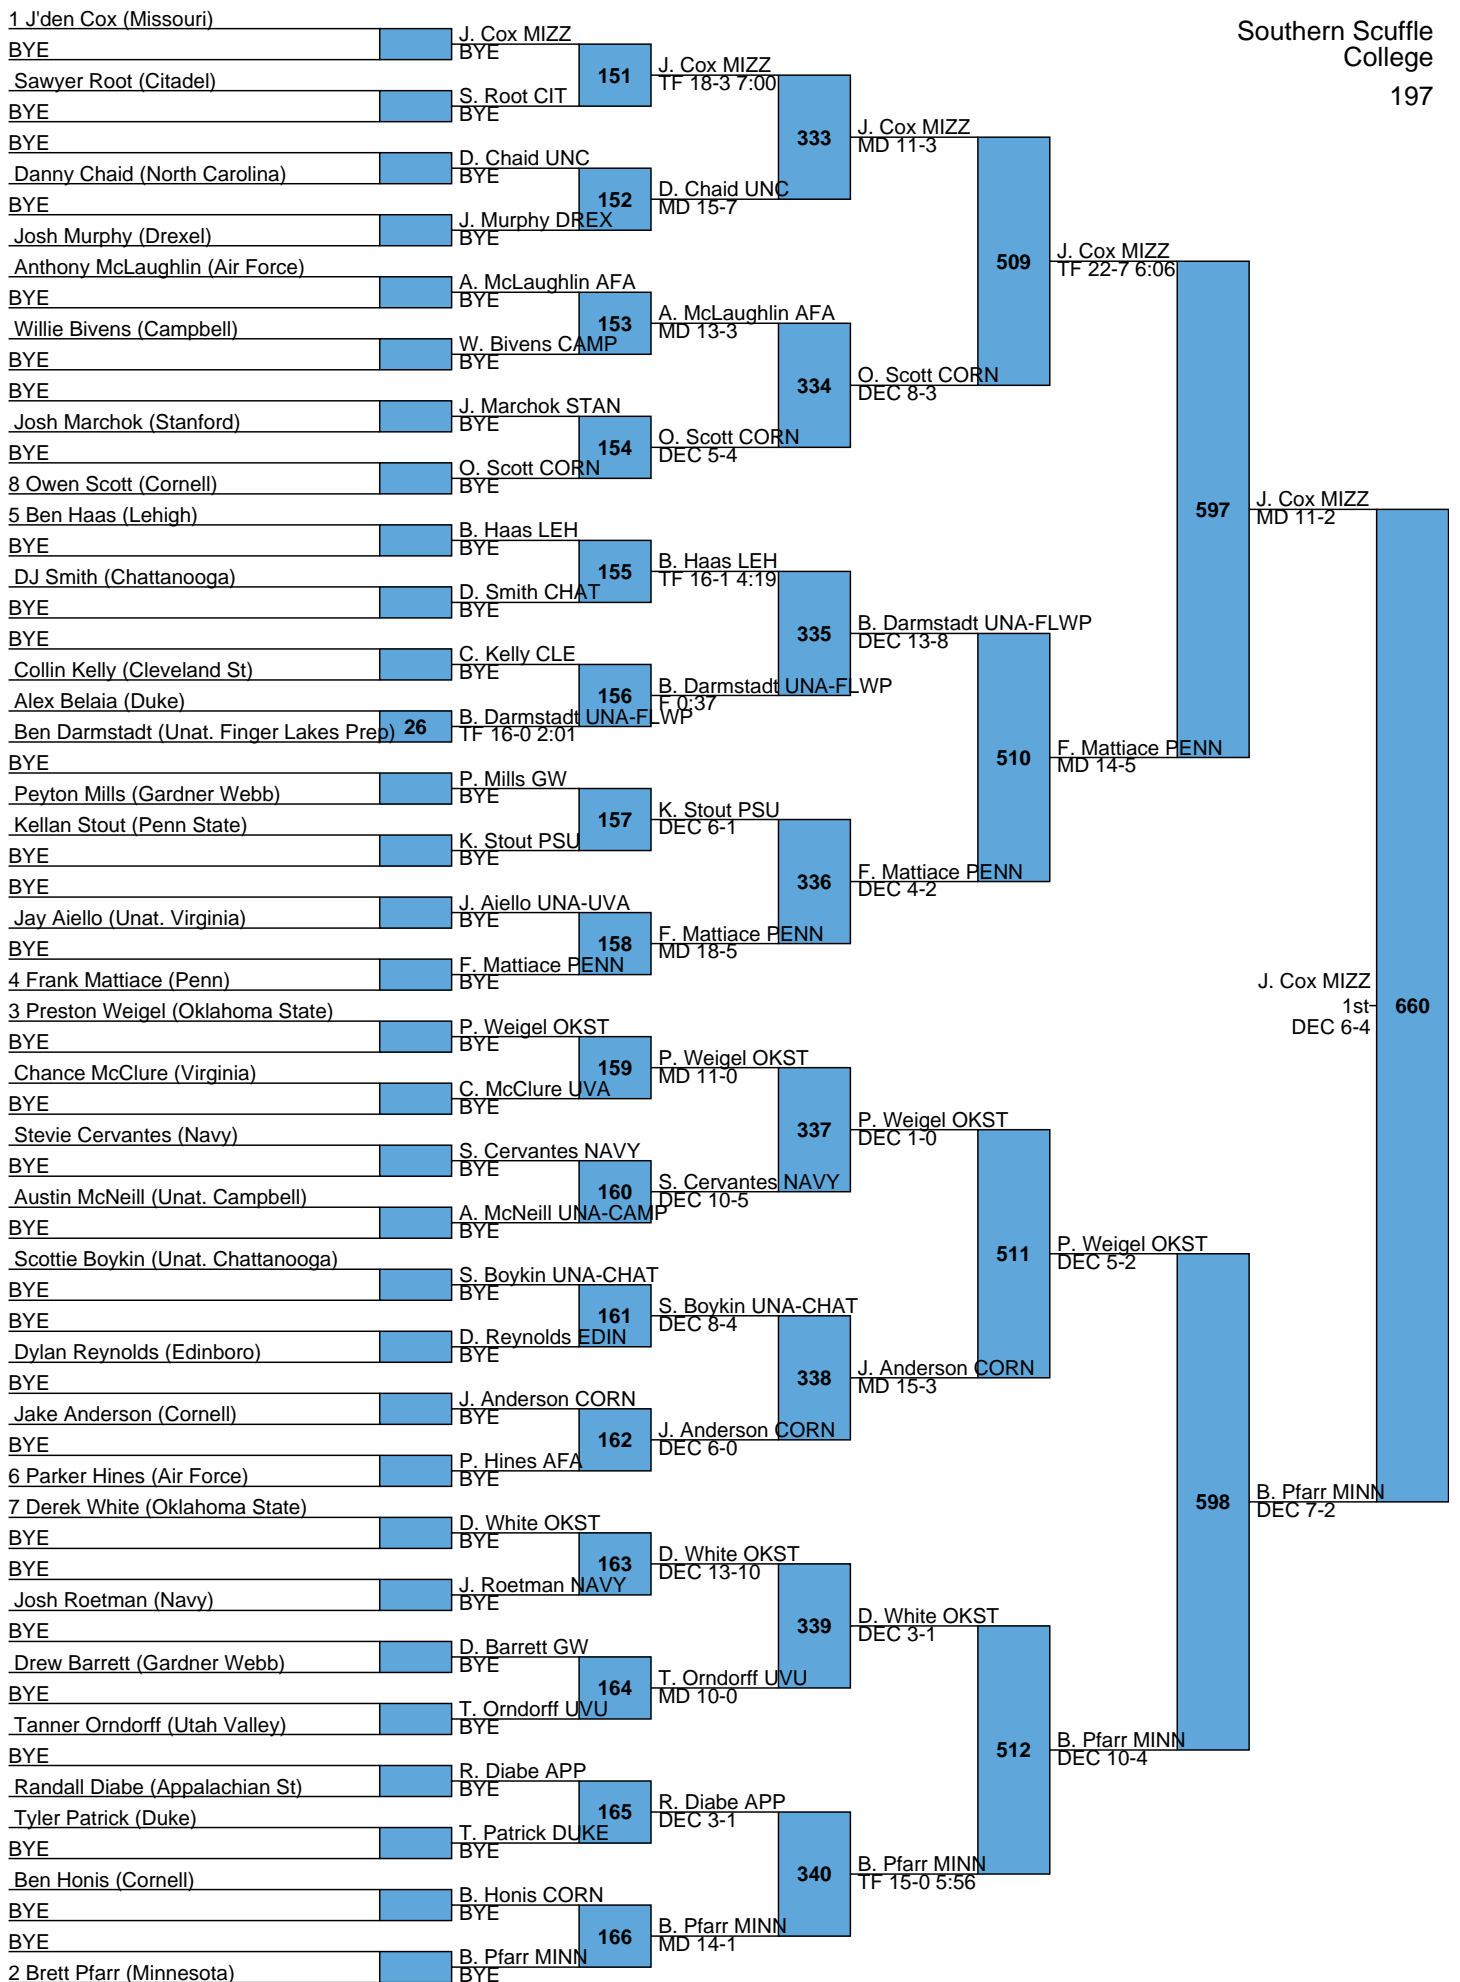 Southern Scuffle
College
197
1 J'den Cox (Missouri)
BYE
Sawyer Root (Citadel)
BYE
BYE
Danny Chaid (North Carolina)
BYE
Josh Murphy (Drexel)
Anthony McLaughlin (Air Force)
BYE
Willie Bivens (Campbell)
BYE
BYE
Josh Marchok (Stanford)
BYE
8 Owen Scott (Cornell)
5 Ben Haas (Lehigh)
BYE
DJ Smith (Chattanooga)
BYE
BYE
Collin Kelly (Cleveland St)
Alex Belaia (Duke)
Ben Darmstadt (Unat. Finger Lakes Prep)
BYE
Peyton Mills (Gardner Webb)
Kellan Stout (Penn State)
BYE
BYE
Jay Aiello (Unat. Virginia)
BYE
4 Frank Mattiace (Penn)
3 Preston Weigel (Oklahoma State)
BYE
Chance McClure (Virginia)
BYE
Stevie Cervantes (Navy)
BYE
Austin McNeill (Unat. Campbell)
BYE
Scottie Boykin (Unat. Chattanooga)
BYE
BYE
Dylan Reynolds (Edinboro)
BYE
Jake Anderson (Cornell)
BYE
6 Parker Hines (Air Force)
7 Derek White (Oklahoma State)
BYE
BYE
Josh Roetman (Navy)
BYE
Drew Barrett (Gardner Webb)
BYE
Tanner Orndorff (Utah Valley)
BYE
Randall Diabe (Appalachian St)
Tyler Patrick (Duke)
BYE
Ben Honis (Cornell)
BYE
BYE
2 Brett Pfarr (Minnesota)
26
J. Cox MIZZ
BYE
S. Root CIT
BYE
D. Chaid UNC
BYE
J. Murphy DREX
BYE
A. McLaughlin AFA
BYE
W. Bivens CAMP
BYE
J. Marchok STAN
BYE
O. Scott CORN
BYE
B. Haas LEH
BYE
D. Smith CHAT
BYE
C. Kelly CLE
BYE
B. Darmstadt UNA-FLWP
TF 16-0 2:01
P. Mills GW
BYE
K. Stout PSU
BYE
J. Aiello UNA-UVA
BYE
F. Mattiace PENN
BYE
P. Weigel OKST
BYE
C. McClure UVA
BYE
S. Cervantes NAVY
BYE
A. McNeill UNA-CAMP
BYE
S. Boykin UNA-CHAT
BYE
D. Reynolds EDIN
BYE
J. Anderson CORN
BYE
P. Hines AFA
BYE
D. White OKST
BYE
J. Roetman NAVY
BYE
D. Barrett GW
BYE
T. Orndorff UVU
BYE
R. Diabe APP
BYE
T. Patrick DUKE
BYE
B. Honis CORN
BYE
B. Pfarr MINN
BYE
151
152
153
154
155
156
157
158
159
160
161
162
163
164
165
166
J. Cox MIZZ
TF 18-3 7:00
D. Chaid UNC
MD 15-7
A. McLaughlin AFA
MD 13-3
O. Scott CORN
DEC 5-4
B. Haas LEH
TF 16-1 4:19
B. Darmstadt UNA-FLWP
F 0:37
K. Stout PSU
DEC 6-1
F. Mattiace PENN
MD 18-5
P. Weigel OKST
MD 11-0
S. Cervantes NAVY
DEC 10-5
S. Boykin UNA-CHAT
DEC 8-4
J. Anderson CORN
DEC 6-0
D. White OKST
DEC 13-10
T. Orndorff UVU
MD 10-0
R. Diabe APP
DEC 3-1
B. Pfarr MINN
MD 14-1
333
334
335
336
337
338
339
340
J. Cox MIZZ
MD 11-3
O. Scott CORN
DEC 8-3
B. Darmstadt UNA-FLWP
DEC 13-8
F. Mattiace PENN
DEC 4-2
P. Weigel OKST
DEC 1-0
J. Anderson CORN
MD 15-3
D. White OKST
DEC 3-1
B. Pfarr MINN
TF 15-0 5:56
509
510
511
512
J. Cox MIZZ
TF 22-7 6:06
F. Mattiace PENN
MD 14-5
P. Weigel OKST
DEC 5-2
B. Pfarr MINN
DEC 10-4
597
598
J. Cox MIZZ
MD 11-2
B. Pfarr MINN
DEC 7-2
660
J. Cox MIZZ
1st
DEC 6-4